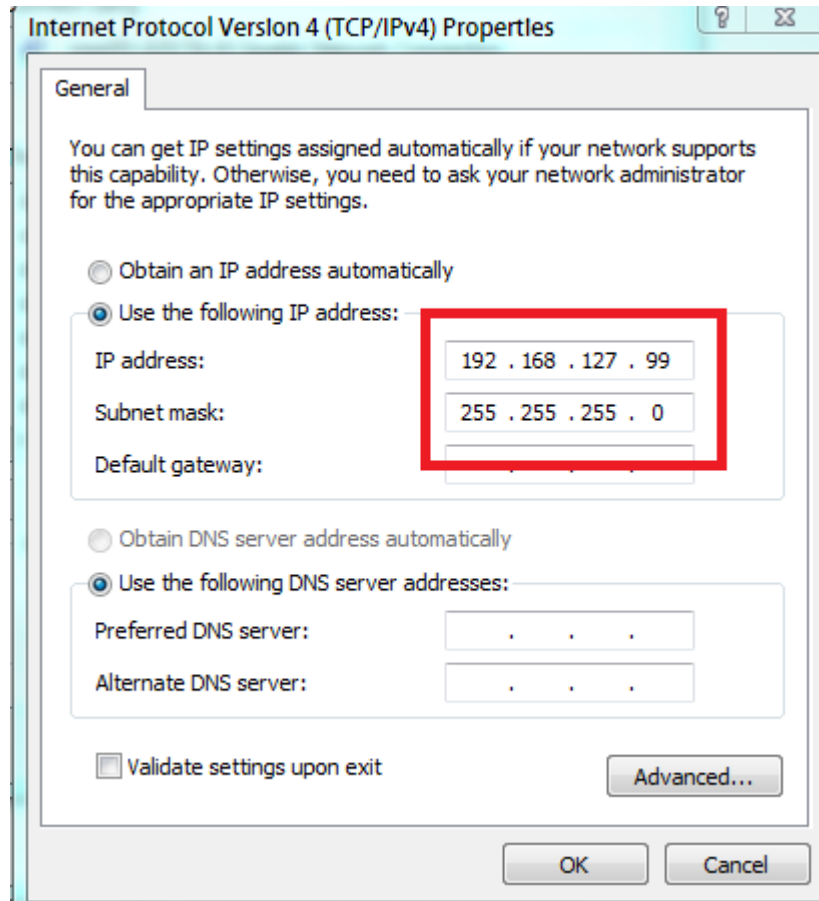 Internet Protocol Version 4 (TCP/IPv4) Properties
General
You can get IP settings assigned automatically if your network supports
this capability. Otherwise, you need to ask your network administrator
for the appropriate IP settings.
Obtain an IP address automatically
Use the following IP address:
IP address: 192 . 168 . 127 . 99
Subnet mask: 255 . 255 . 255 . 0
Default gateway: . . .
Obtain DNS server address automatically
Use the following DNS server addresses:
Preferred DNS server: . . .
Alternate DNS server: . . .
Validate settings upon exit
Advanced...
OK Cancel